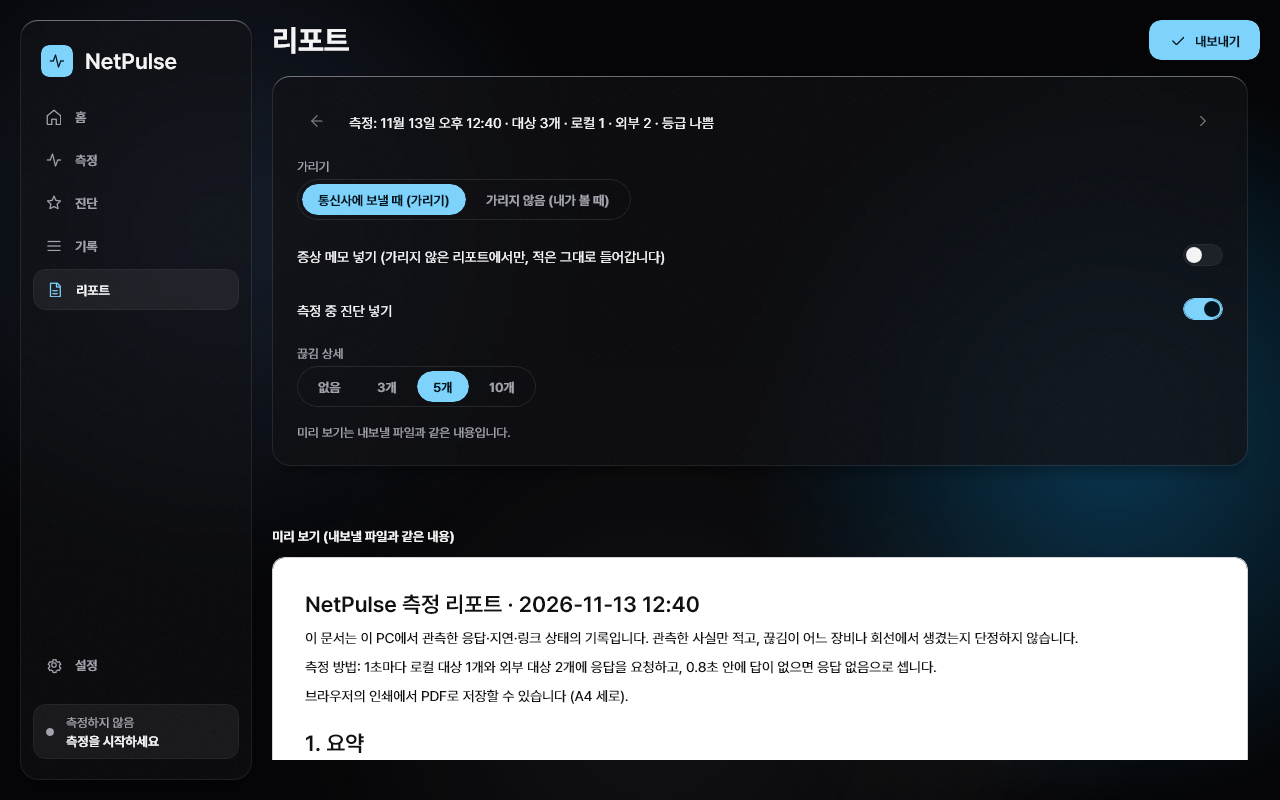 NetPulse
홈
측정
진단
기록
리포트
설정
측정하지 않음
측정을 시작하세요
리포트
내보내기
측정: 11월 13일 오후 12:40 · 대상 3개 · 로컬 1 · 외부 2 · 등급 나쁨
가리기
통신사에 보낼 때 (가리기)
가리지 않음 (내가 볼 때)
증상 메모 넣기 (가리지 않은 리포트에서만, 적은 그대로 들어갑니다)
측정 중 진단 넣기
끊김 상세
없음
3개
5개
10개
미리 보기는 내보낼 파일과 같은 내용입니다.
미리 보기 (내보낼 파일과 같은 내용)
NetPulse 측정 리포트 · 2026-11-13 12:40
이 문서는 이 PC에서 관측한 응답·지연·링크 상태의 기록입니다. 관측한 사실만 적고, 끊김이 어느 장비나 회선에서 생겼는지 단정하지 않습니다.
측정 방법: 1초마다 로컬 대상 1개와 외부 대상 2개에 응답을 요청하고, 0.8초 안에 답이 없으면 응답 없음으로 셉니다.
브라우저의 인쇄에서 PDF로 저장할 수 있습니다 (A4 세로).
1. 요약